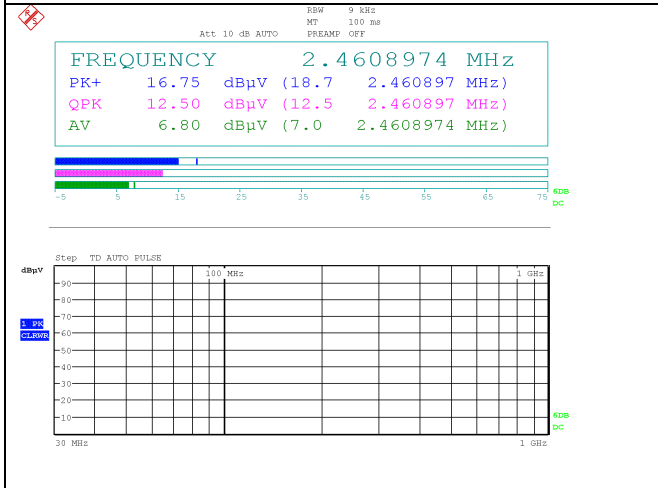 R
S
RBW 9 kHz
MT 100 ms
Att 10 dB AUTO PREAMP OFF
FREQUENCY 2.4608974 MHz
PK+ 16.75 dBµV (18.7 2.460897 MHz)
QPK 12.50 dBµV (12.5 2.460897 MHz)
AV 6.80 dBµV (7.0 2.4608974 MHz)
-5 5 15 25 35 45 55 65 75
6DB
DC
Step TD AUTO PULSE
dBµV
100 MHz 1 GHz
90
80
70
1 PK
CLRWR
60
50
40
30
20
10
6DB
DC
30 MHz 1 GHz